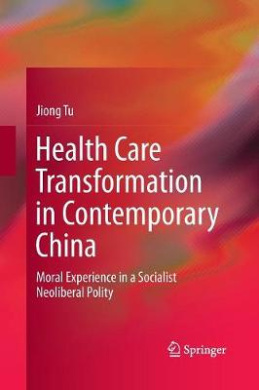 Jiong Tu
Health Care
Transformation
in Contemporary
China
Moral Experience in a Socialist
Neoliberal Polity
Springer